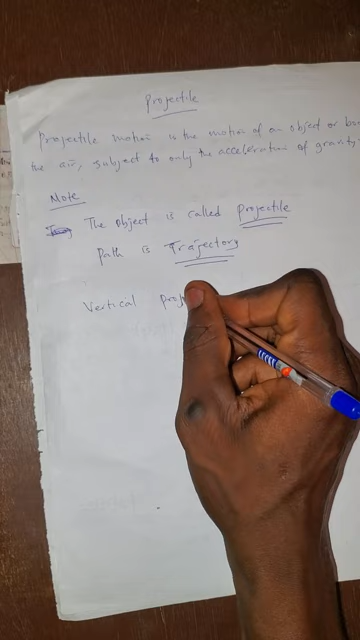 Projectile
Projectile motion is the motion of an object or
the air, subject to only the acceleration of gravity.
Note
The object is called Projectile
path is Trajectory
Vertical proj